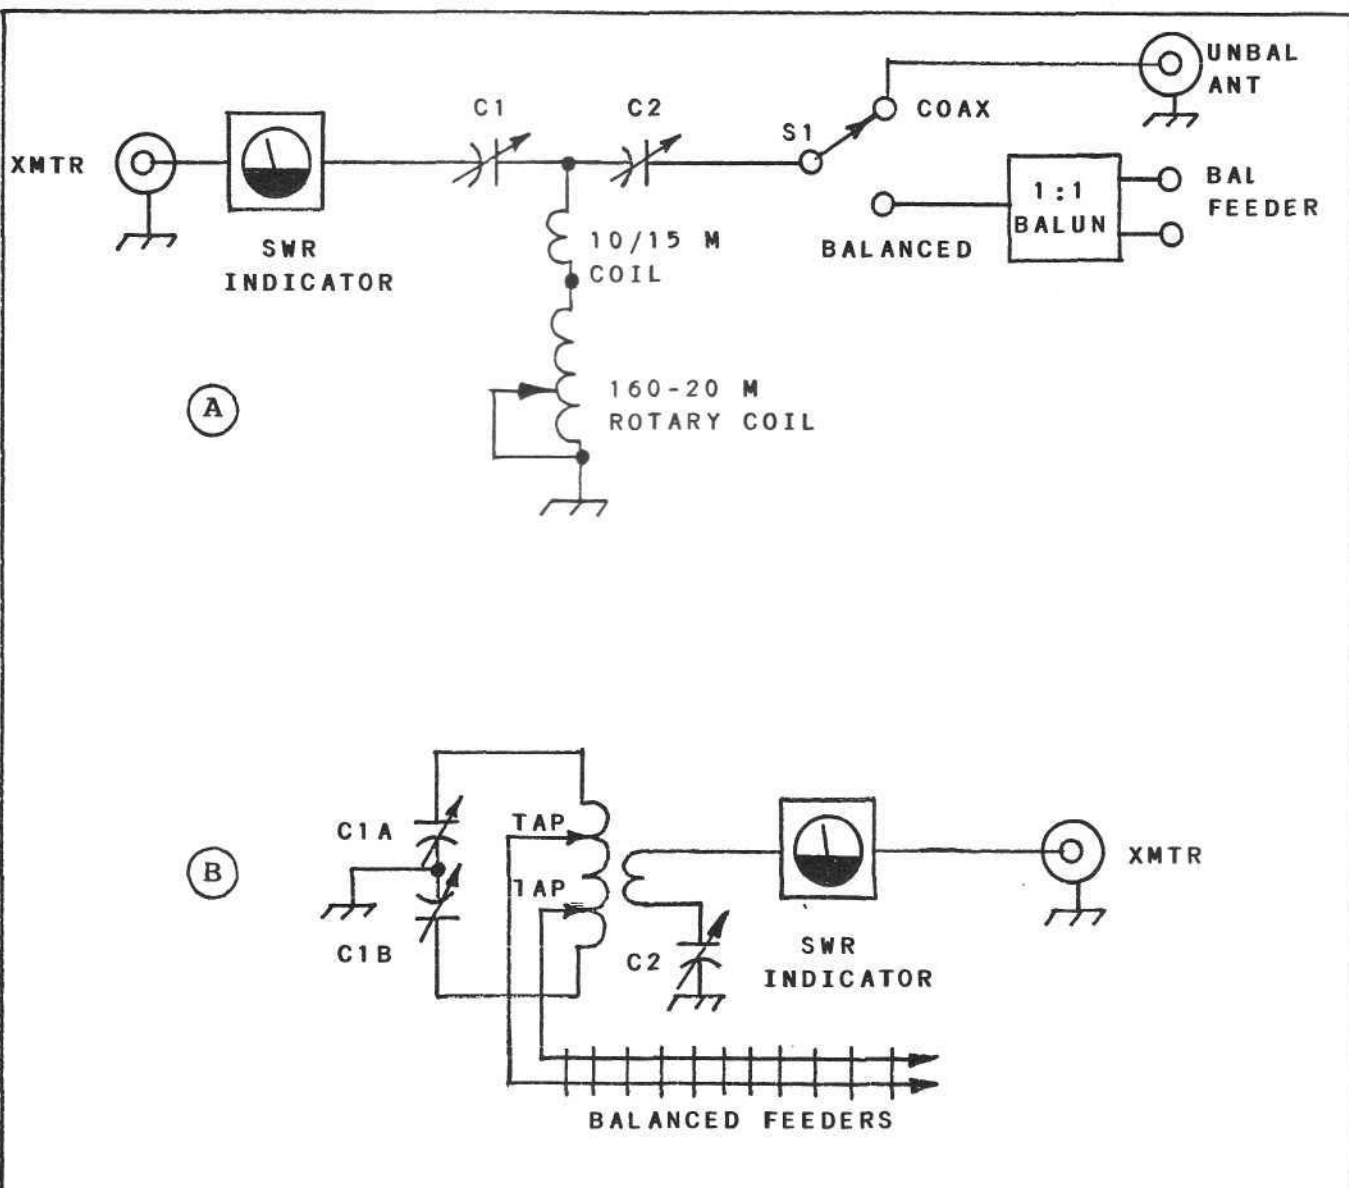 UNBAL
ANT
C1
C2
S1
COAX
XMTR
1:1
BALUN
BAL
FEEDER
SWR
INDICATOR
10/15 M
COIL
BALANCED
A
160-20 M
ROTARY COIL
C1A
TAP
B
TAP
XMTR
C1B
C2
SWR
INDICATOR
BALANCED FEEDERS